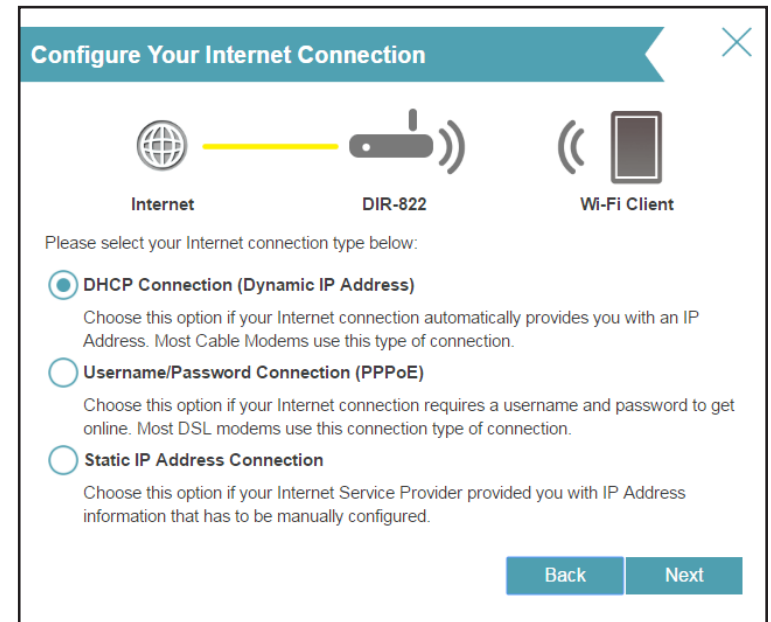 Configure Your Internet Connection
Internet
DIR-822
Wi-Fi Client
Please select your Internet connection type below:
DHCP Connection (Dynamic IP Address)
Choose this option if your Internet connection automatically provides you with an IP
Address. Most Cable Modems use this type of connection.
Username/Password Connection (PPPoE)
Choose this option if your Internet connection requires a username and password to get
online. Most DSL modems use this connection type of connection.
Static IP Address Connection
Choose this option if your Internet Service Provider provided you with IP Address
information that has to be manually configured.
Back
Next